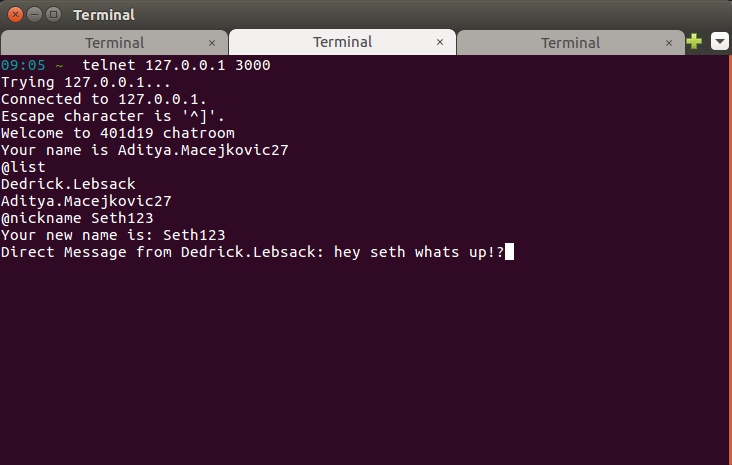 Terminal
Terminal × Terminal × Terminal ×
09:05 ~ telnet 127.0.0.1 3000
Trying 127.0.0.1...
Connected to 127.0.0.1.
Escape character is '^]'.
Welcome to 401d19 chatroom
Your name is Aditya.Macejkovic27
@list
Dedrick.Lebsack
Aditya.Macejkovic27
@nickname Seth123
Your new name is: Seth123
Direct Message from Dedrick.Lebsack: hey seth whats up!?